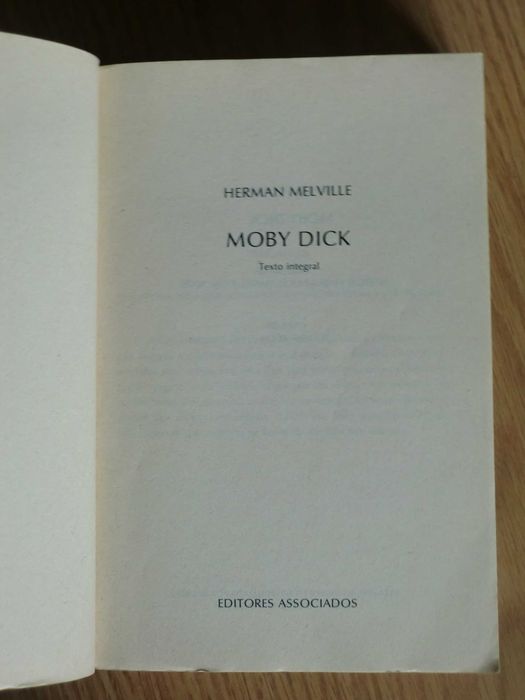 HERMAN MELVILLE
MOBY DICK
Texto integral
EDITORES ASSOCIADOS